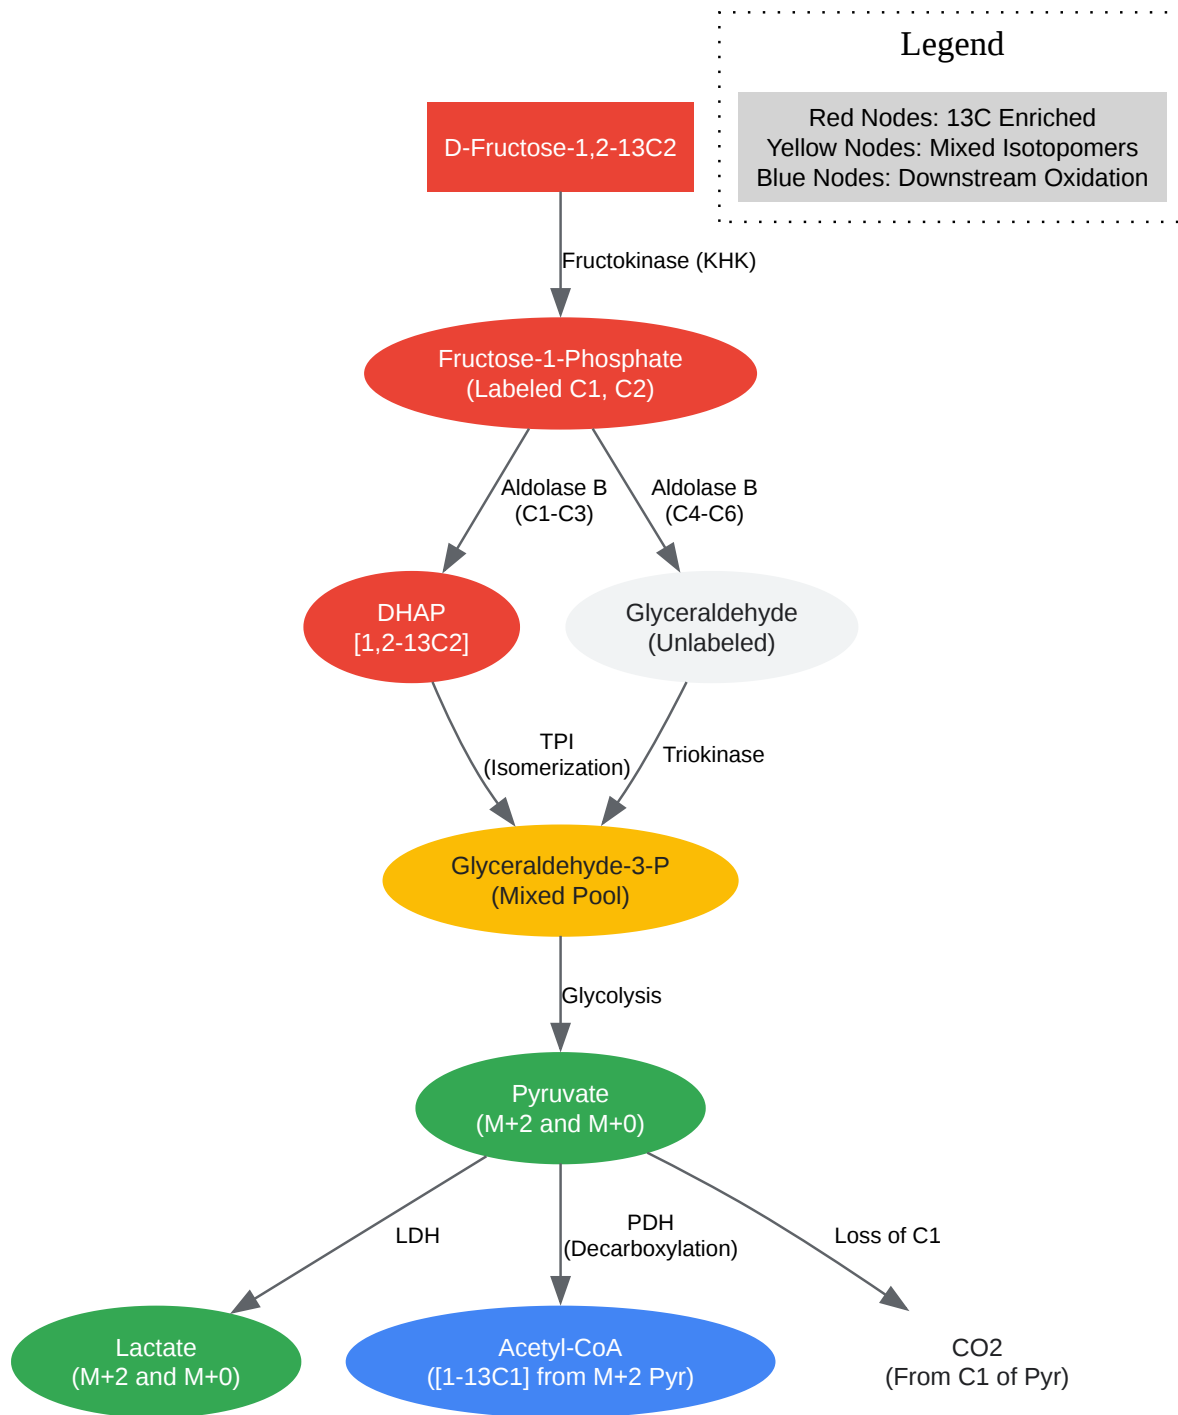 Legend
Red Nodes: 13C Enriched
Yellow Nodes: Mixed Isotopomers
Blue Nodes: Downstream Oxidation
D-Fructose-1,2-13C2
Fructokinase (KHK)
Fructose-1-Phosphate
(Labeled C1, C2)
Aldolase B
(C1-C3)
Aldolase B
(C4-C6)
DHAP
[1,2-13C2]
Glyceraldehyde
(Unlabeled)
TPI
(Isomerization)
Triokinase
Glyceraldehyde-3-P
(Mixed Pool)
Glycolysis
Pyruvate
(M+2 and M+0)
LDH
PDH
(Decarboxylation)
Loss of C1
Lactate
(M+2 and M+0)
Acetyl-CoA
([1-13C1] from M+2 Pyr)
CO2
(From C1 of Pyr)